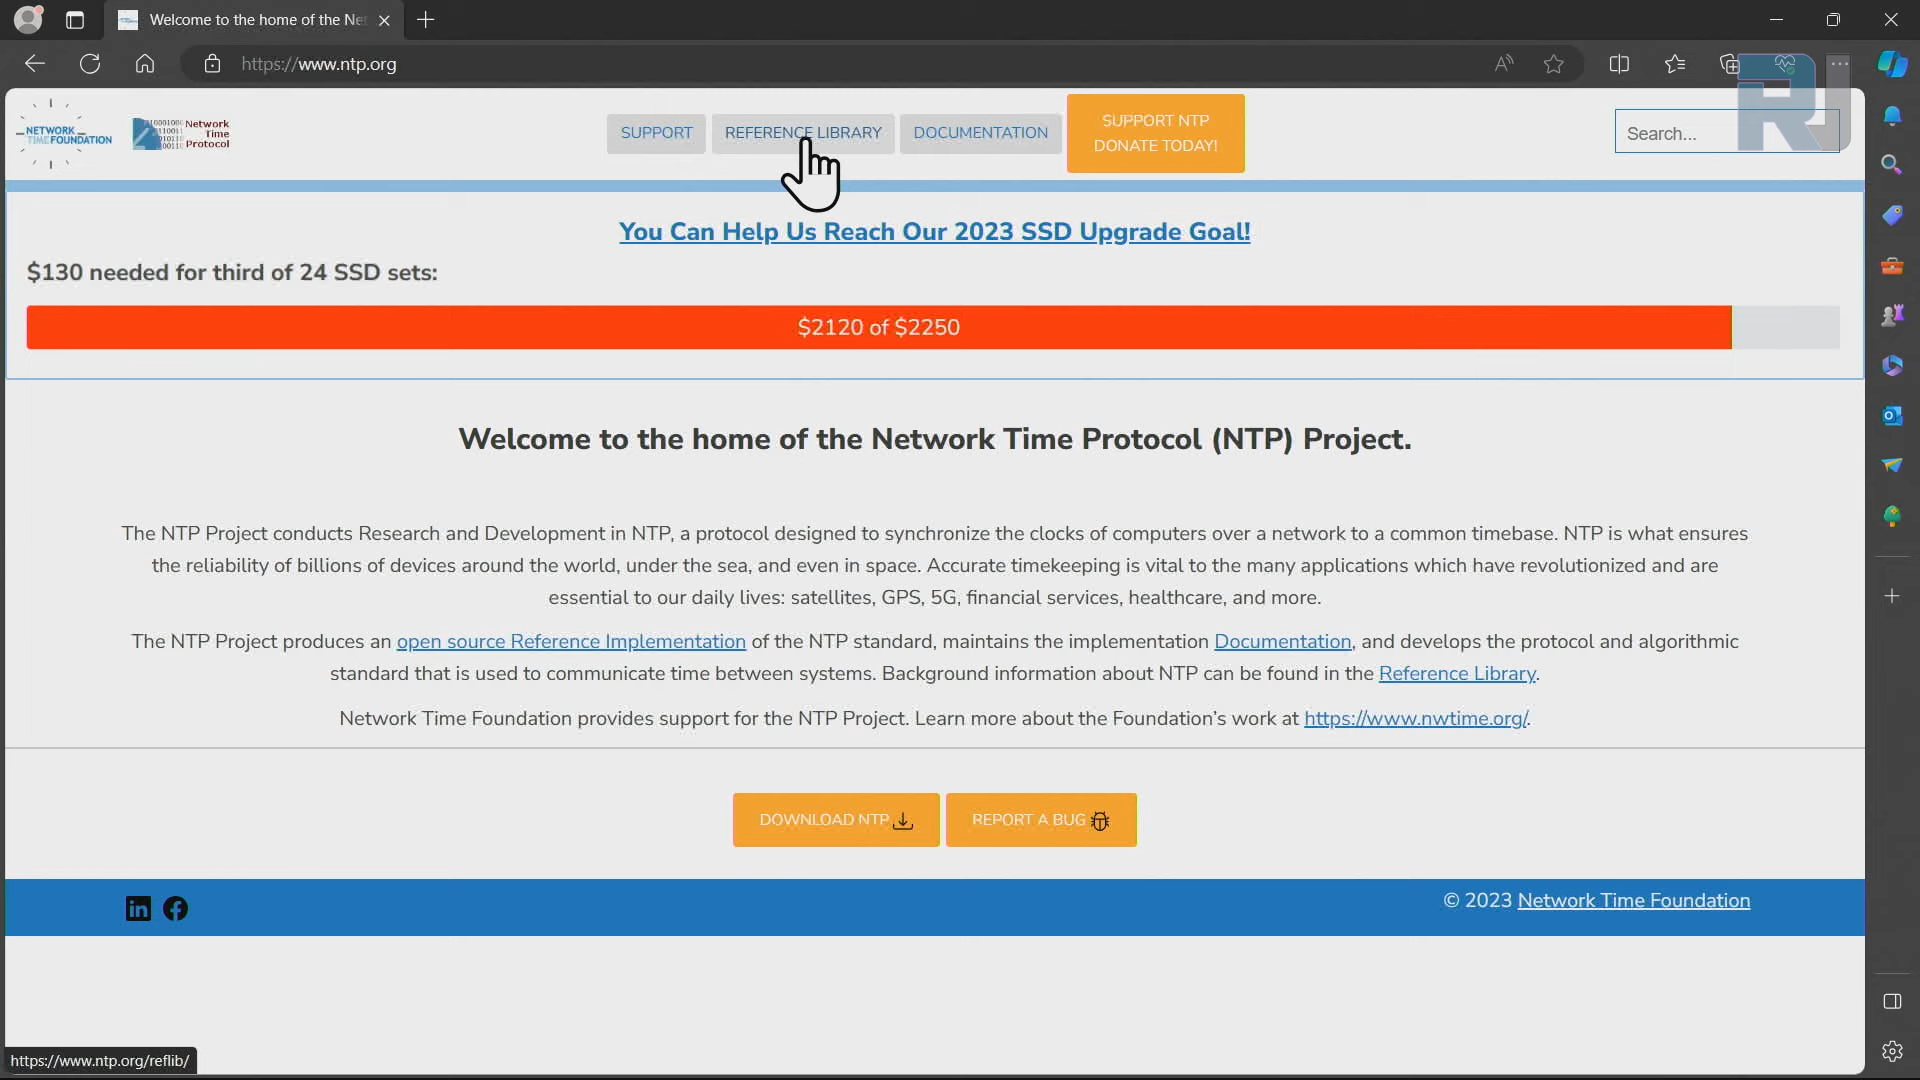 Welcome to the home of the Ne
https://www.ntp.org
NETWORK
TIMEFOUNDATION
Network
Time
Protocol
SUPPORT
REFERENCE LIBRARY
DOCUMENTATION
SUPPORT NTP
DONATE TODAY!
Search...
RJ
You Can Help Us Reach Our 2023 SSD Upgrade Goal!
$130 needed for third of 24 SSD sets:
$2120 of $2250
Welcome to the home of the Network Time Protocol (NTP) Project.
The NTP Project conducts Research and Development in NTP, a protocol designed to synchronize the clocks of computers over a network to a common timebase. NTP is what ensures
the reliability of billions of devices around the world, under the sea, and even in space. Accurate timekeeping is vital to the many applications which have revolutionized and are
essential to our daily lives: satellites, GPS, 5G, financial services, healthcare, and more.
The NTP Project produces an open source Reference Implementation of the NTP standard, maintains the implementation Documentation, and develops the protocol and algorithmic
standard that is used to communicate time between systems. Background information about NTP can be found in the Reference Library.
Network Time Foundation provides support for the NTP Project. Learn more about the Foundation's work at https://www.nwtime.org/.
DOWNLOAD NTP
REPORT A BUG
© 2023 Network Time Foundation
https://www.ntp.org/reflib/